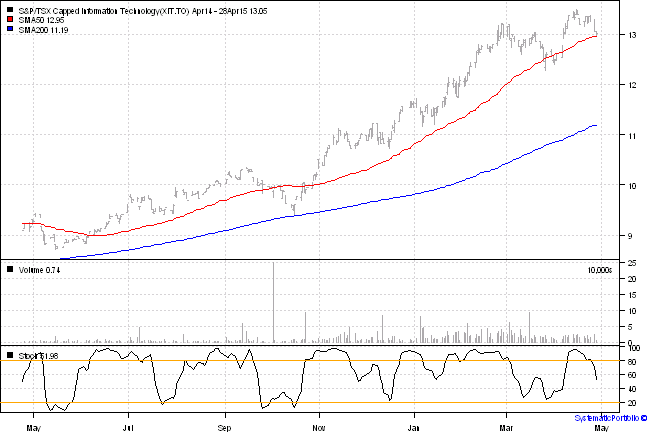 S&P/TSX Capped Information Technology(XIT.TO) Apr14 - 28Apr15 13.05
SMA50 12.95
SMA200 11.19
13
12
11
10
9
Volume 0.74
10,000s
25
20
15
10
5
0
Stoch 51.98
100
80
60
40
20
May
Jul
Sep
Nov
Jan
Mar
May
SystematicPortfolio ©